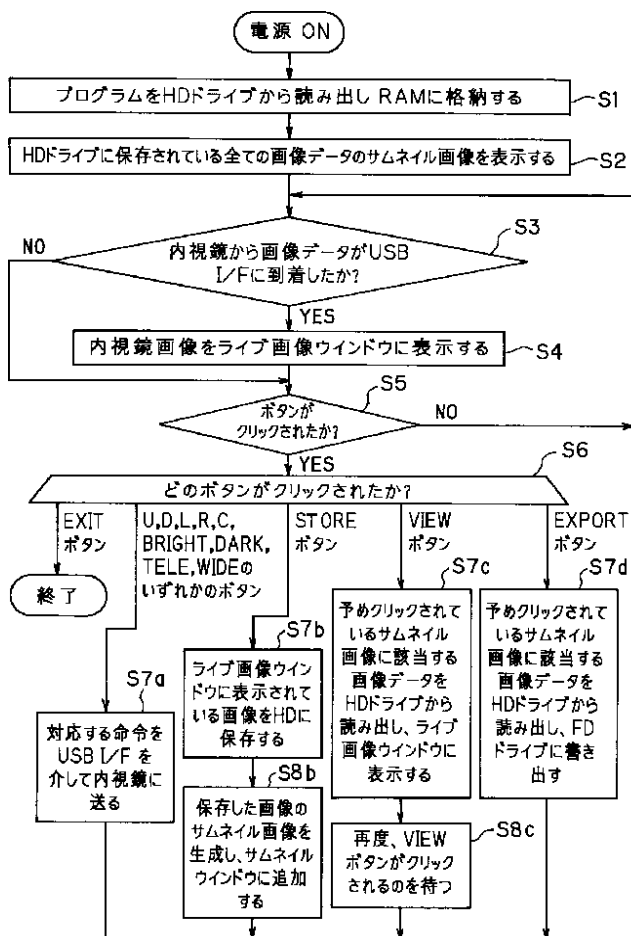 電源 ON
プログラムをHDドライブから読み出しRAMに格納する
S1
HDドライブに保存されている全ての画像データのサムネイル画像を表示する
S2
S3
NO
内視鏡から画像データがUSB
I/Fに到着したか?
YES
内視鏡画像をライブ画像ウインドウに表示する
S4
S5
ボタンが
クリックされたか?
NO
YES
S6
どのボタンがクリックされたか?
EXIT
ボタン
終了
U,D,L,R,C,
BRIGHT,DARK,
TELE,WIDEの
いずれかのボタン
STORE
ボタン
VIEW
ボタン
EXPORT
ボタン
S7a
対応する命令を
USB I/F を
介して内視鏡に
送る
S7b
ライブ画像ウイン
ドウに表示されて
いる画像をHDに
保存する
S8b
保存した画像の
サムネイル画像を
生成し、サムネイル
ウインドウに追加
する
S7c
予めクリックされて
いるサムネイル
画像に該当する
画像データを
HDドライブから
読み出し、ライブ
画像ウインドウに
表示する
S8c
再度、VIEW
ボタンがクリック
されるのを待つ
S7d
予めクリックされて
いるサムネイル
画像に該当する
画像データを
HDドライブから
読み出し、FD
ドライブに書き
出す